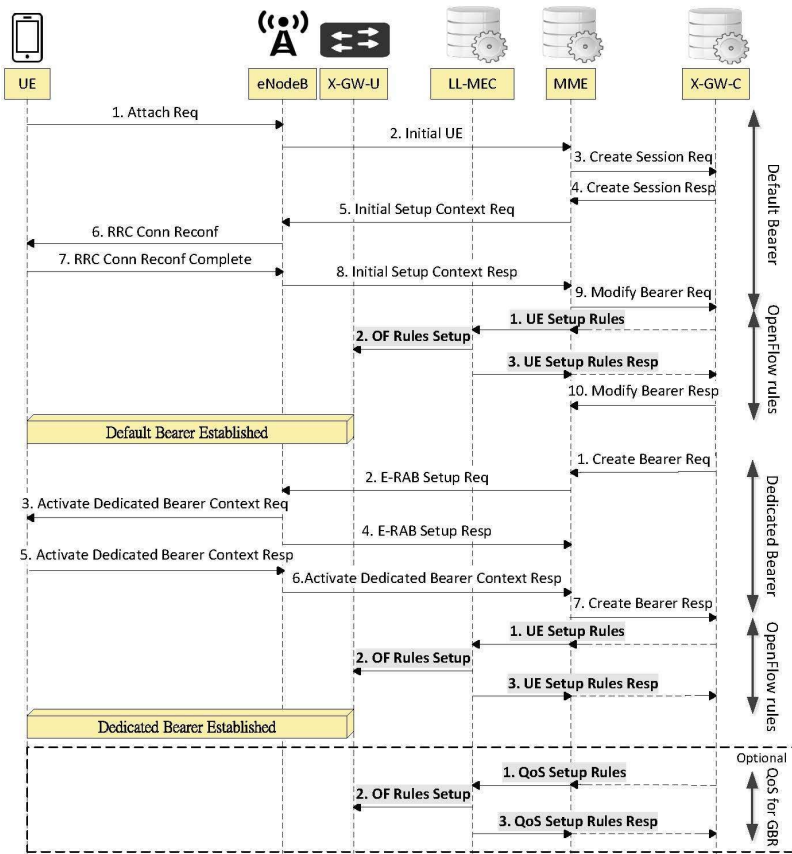 UE
eNodeB
X-GW-U
LL-MEC
MME
X-GW-C
1. Attach Req
2. Initial UE
3. Create Session Req
4. Create Session Resp
5. Initial Setup Context Req
6. RRC Conn Reconf
7. RRC Conn Reconf Complete
8. Initial Setup Context Resp
9. Modify Bearer Req
Default Bearer
1. UE Setup Rules
2. OF Rules Setup
3. UE Setup Rules Resp
10. Modify Bearer Resp
OpenFlow rules
Default Bearer Established
1. Create Bearer Req
2. E-RAB Setup Req
3. Activate Dedicated Bearer Context Req
4. E-RAB Setup Resp
5. Activate Dedicated Bearer Context Resp
6.Activate Dedicated Bearer Context Resp
7. Create Bearer Resp
Dedicated Bearer
1. UE Setup Rules
2. OF Rules Setup
3. UE Setup Rules Resp
OpenFlow rules
Dedicated Bearer Established
Optional
1. QoS Setup Rules
2. OF Rules Setup
3. QoS Setup Rules Resp
QoS for GBR